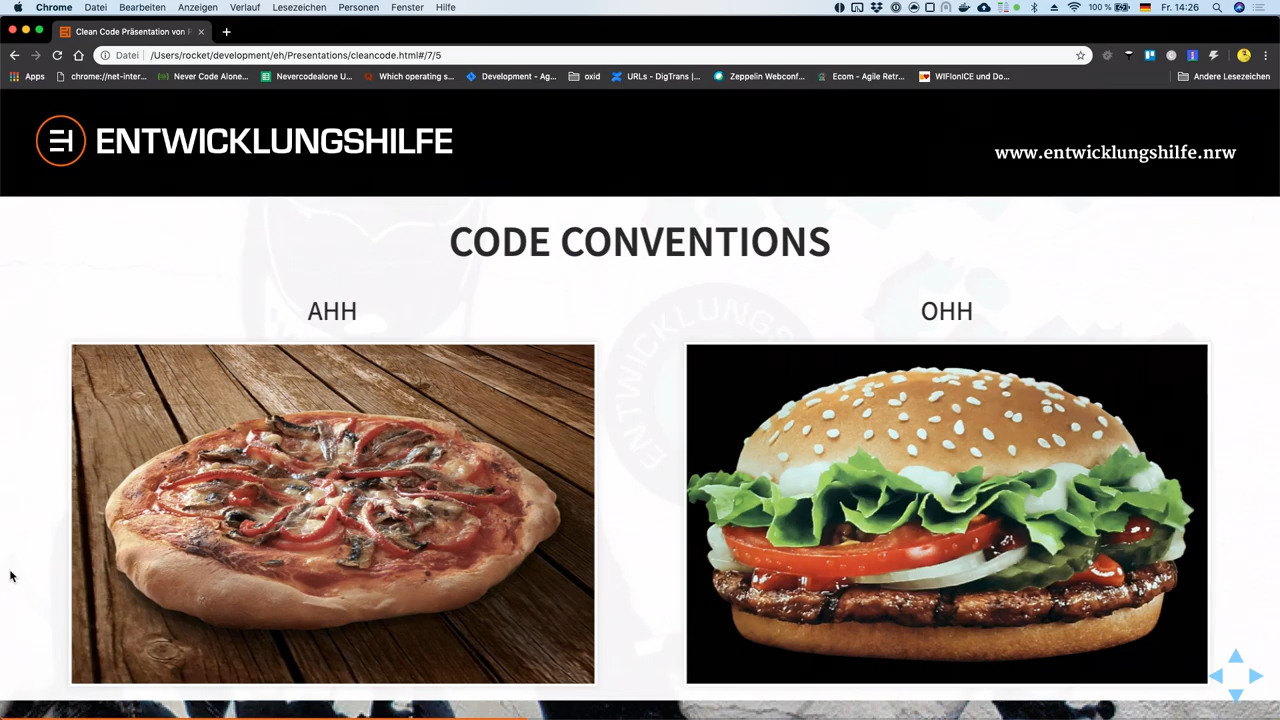 Chrome Datei Bearbeiten Anzeigen Verlauf Lesezeichen Personen Fenster Hilfe 100 % Fr. 14:26
Clean Code Präsentation von
Datei /Users/rocket/development/eh/Presentations/cleancode.html#/7/5
Apps chrome://net-inter... Never Code Alone... Nevercodealone U... Which operating s... Development - Ag... oxid URLs - DigTrans |... Zeppelin Webconf... Ecom - Agile Retr... WIFIonICE und Do... Andere Lesezeichen
ENTWICKLUNGSHILFE
www.entwicklungshilfe.nrw
CODE CONVENTIONS
AHH
OHH